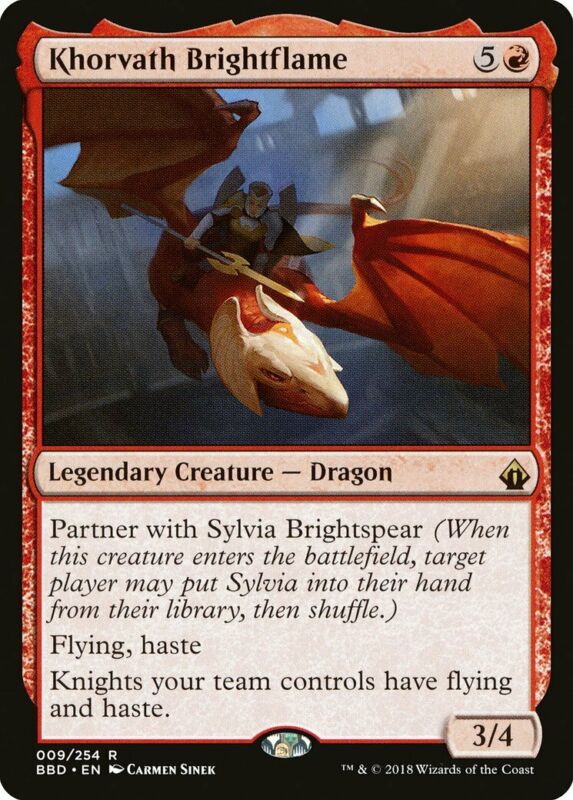 Khorvath Brightflame 5
Legendary Creature — Dragon
Partner with Sylvia Brightspear (When
this creature enters the battlefield, target
player may put Sylvia into their hand
from their library, then shuffle.)
Flying, haste
Knights your team controls have flying
and haste.
3/4
009/254 R
BBD • EN Carmen Sinek
™ & © 2018 Wizards of the Coast